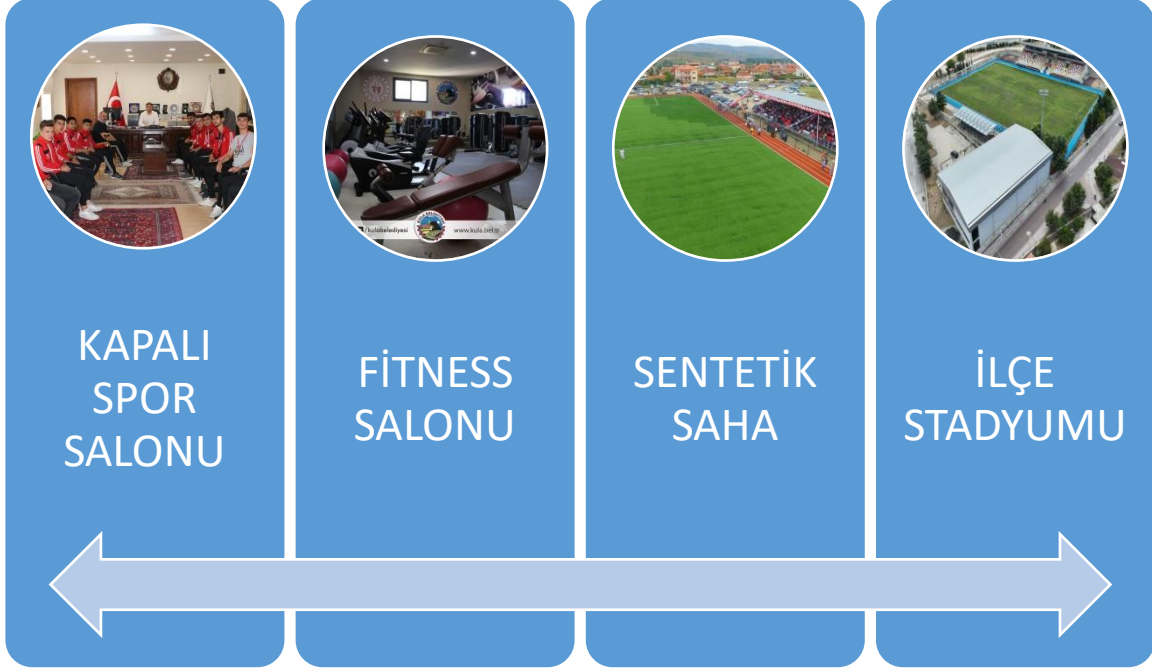 KAPALI
SPOR
SALONU
/kulabelediyesi
www.kula.bel.tr
FİTNESS
SALONU
SENTETİK
SAHA
İLÇE
STADYUMU